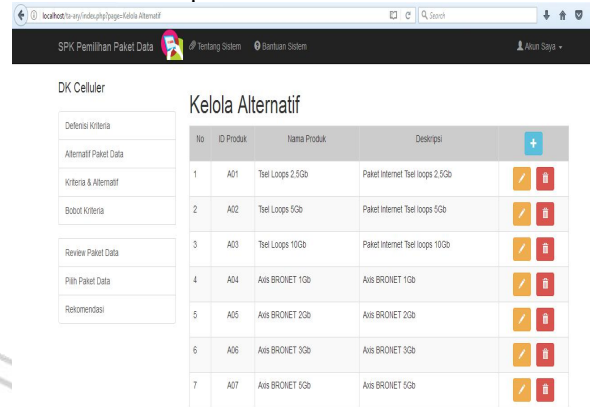 localhost/ta-ary/index.php?page=Kelola Alternatif
Search
SPK Pemilihan Paket Data
Tentang Sistem
Bantuan Sistem
Akun Saya
DK Celluler
Defenisi Kriteria
Alternatif Paket Data
Kriteria & Alternatif
Bobot Kriteria
Review Paket Data
Pilih Paket Data
Rekomendasi
Kelola Alternatif
No ID Produk Nama Produk Deskripsi +
1 A01 Tsel Loops 2,5Gb Paket Internet Tsel loops 2,5Gb
2 A02 Tsel Loops 5Gb Paket Internet Tsel loops 5Gb
3 A03 Tsel Loops 10Gb Paket Internet Tsel loops 10Gb
4 A04 Axis BRONET 1Gb Axis BRONET 1Gb
5 A05 Axis BRONET 2Gb Axis BRONET 2Gb
6 A06 Axis BRONET 3Gb Axis BRONET 3Gb
7 A07 Axis BRONET 5Gb Axis BRONET 5Gb